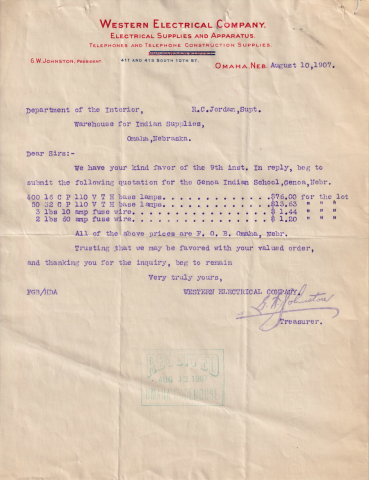 WESTERN ELECTRICAL COMPANY.
ELECTRICAL SUPPLIES AND APPARATUS.
TELEPHONES AND TELEPHONE CONSTRUCTION SUPPLIES.
G.W. JOHNSTON, PRESIDENT. 411 AND 413 SOUTH 10TH ST.
OMAHA, NEB. August 10,1907.
Department of the Interior, R.C.Jordan,Supt.
Warehouse for Indian Supplies,
Omaha,Nebraska.
Dear Sirs:-
We have your kind favor of the 9th inst. In reply, beg to
submit the following quotation for the Genoa Indian School,Genoa,Nebr.
400 16 C P 110 V T H base lamps. . . . . . . . . . . . $76.00 for the lot
50 32 C P 110 V T H base lamps. . . . . . . . . . . . $13.63 " " "
3 lbs 10 amp fuse wire. . . . . . . . . . . . . . . . $ 1.44 " " "
2 lbs 60 amp fuse wire. . . . . . . . . . . . . . . . $ 1.20 " " "
All of the above prices are F. O. B. Omaha, Nebr.
Trusting that we may be favored with your valued order,
and thanking you for the inquiry, beg to remain
Very truly yours,
WESTERN ELECTRICAL COMPANY.
Johnston
Treasurer.
RECEIVED